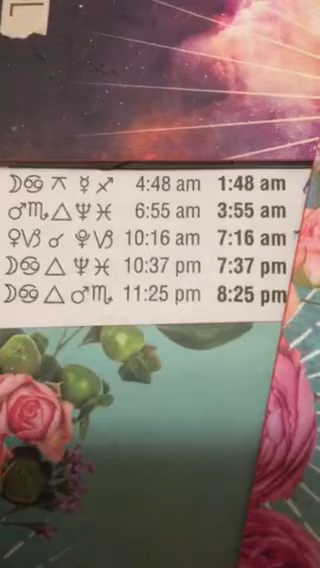 L
☽♋ ⚻ ☿♐ 4:48 am 1:48 am
♂♏ △ ♆♓ 6:55 am 3:55 am
♀♑ ☌ ♇♑ 10:16 am 7:16 am
☽♋ △ ♆♓ 10:37 pm 7:37 pm
☽♋ △ ♂♏ 11:25 pm 8:25 pm